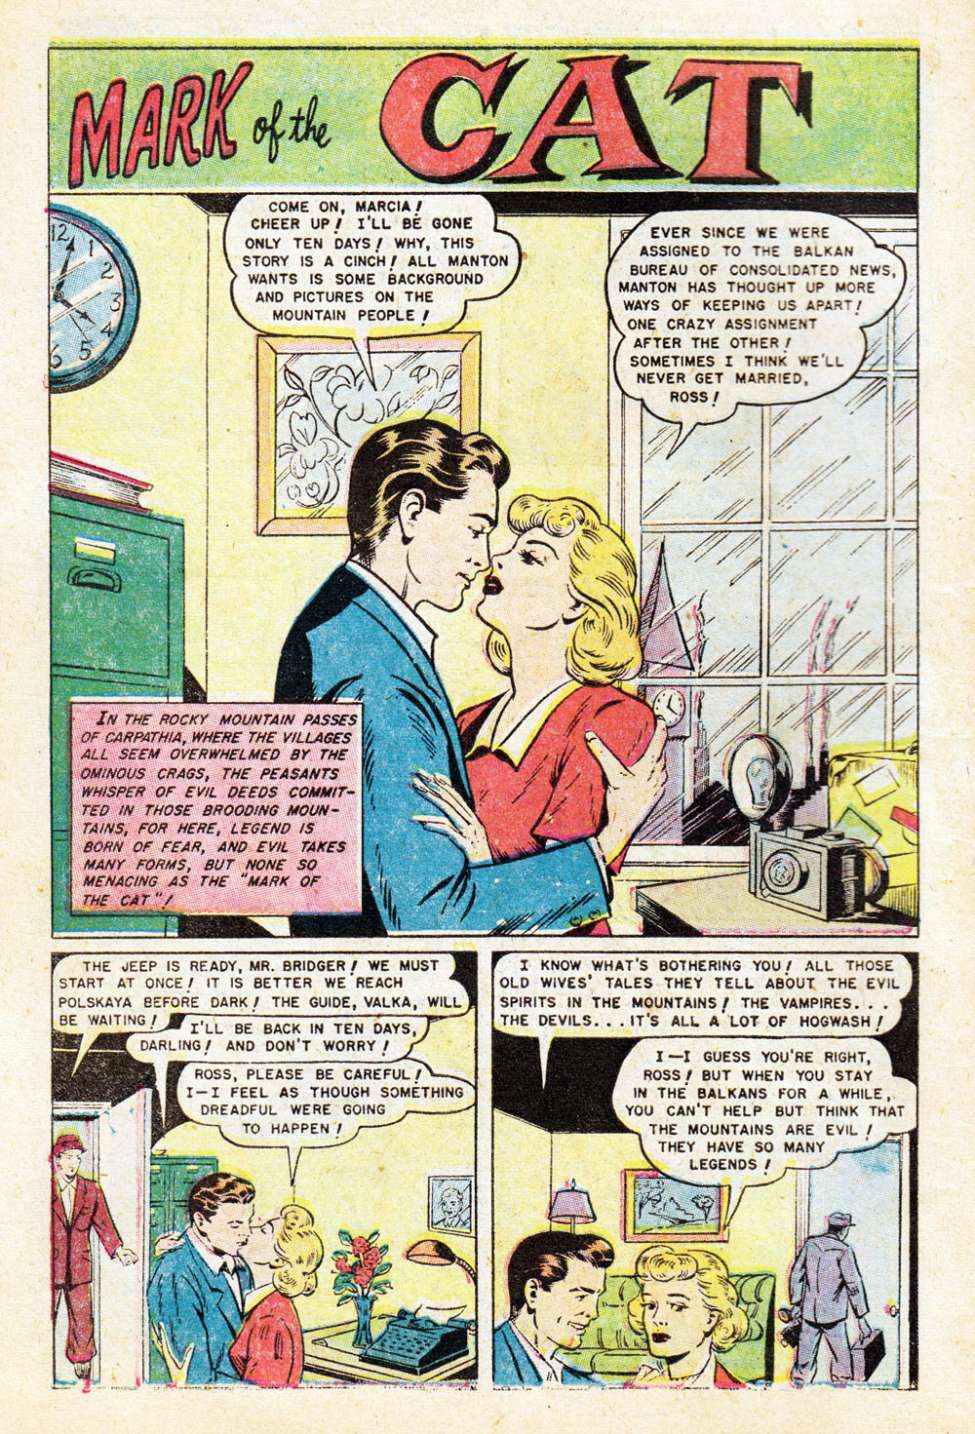 MARK of the CAT
COME ON, MARCIA!
CHEER UP! I'LL BE GONE
ONLY TEN DAYS! WHY, THIS
STORY IS A CINCH! ALL MANTON
WANTS IS SOME BACKGROUND
AND PICTURES ON THE
MOUNTAIN PEOPLE!
EVER SINCE WE WERE
ASSIGNED TO THE BALKAN
BUREAU OF CONSOLIDATED NEWS,
MANTON HAS THOUGHT UP MORE
WAYS OF KEEPING US APART!
ONE CRAZY ASSIGNMENT
AFTER THE OTHER!
SOMETIMES I THINK WE'LL
NEVER GET MARRIED,
ROSS!
12
1
2
3
4
5
6
IN THE ROCKY MOUNTAIN PASSES
OF CARPATHIA, WHERE THE VILLAGES
ALL SEEM OVERWHELMED BY THE
OMINOUS CRAGS, THE PEASANTS
WHISPER OF EVIL DEEDS COMMIT-
TED IN THOSE BROODING MOUN-
TAINS, FOR HERE, LEGEND IS
BORN OF FEAR, AND EVIL TAKES
MANY FORMS, BUT NONE SO
MENACING AS THE "MARK OF
THE CAT"!
THE JEEP IS READY, MR. BRIDGER! WE MUST
START AT ONCE! IT IS BETTER WE REACH
POLSKAYA BEFORE DARK! THE GUIDE, VALKA, WILL
BE WAITING!
I'LL BE BACK IN TEN DAYS,
DARLING! AND DON'T WORRY!
ROSS, PLEASE BE CAREFUL!
I-I FEEL AS THOUGH SOMETHING
DREADFUL WERE GOING
TO HAPPEN!
I KNOW WHAT'S BOTHERING YOU! ALL THOSE
OLD WIVES' TALES THEY TELL ABOUT THE EVIL
SPIRITS IN THE MOUNTAINS! THE VAMPIRES...
THE DEVILS...IT'S ALL A LOT OF HOGWASH!
I-I GUESS YOU'RE RIGHT,
ROSS! BUT WHEN YOU STAY
IN THE BALKANS FOR A WHILE,
YOU CAN'T HELP BUT THINK THAT
THE MOUNTAINS ARE EVIL!
THEY HAVE SO MANY
LEGENDS!